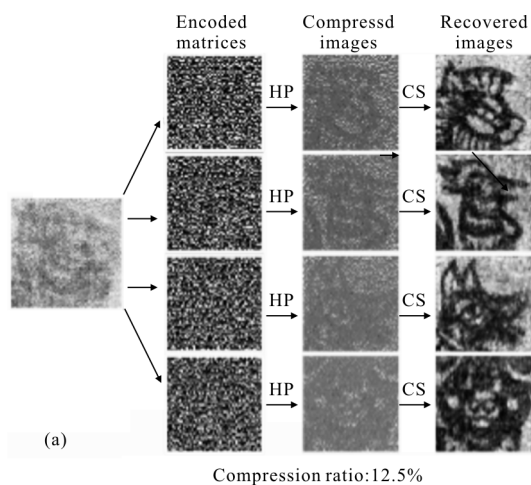 Encoded matrices
Compressd images
Recovered images
HP CS
HP CS
HP CS
HP CS
(a)
Compression ratio:12.5%